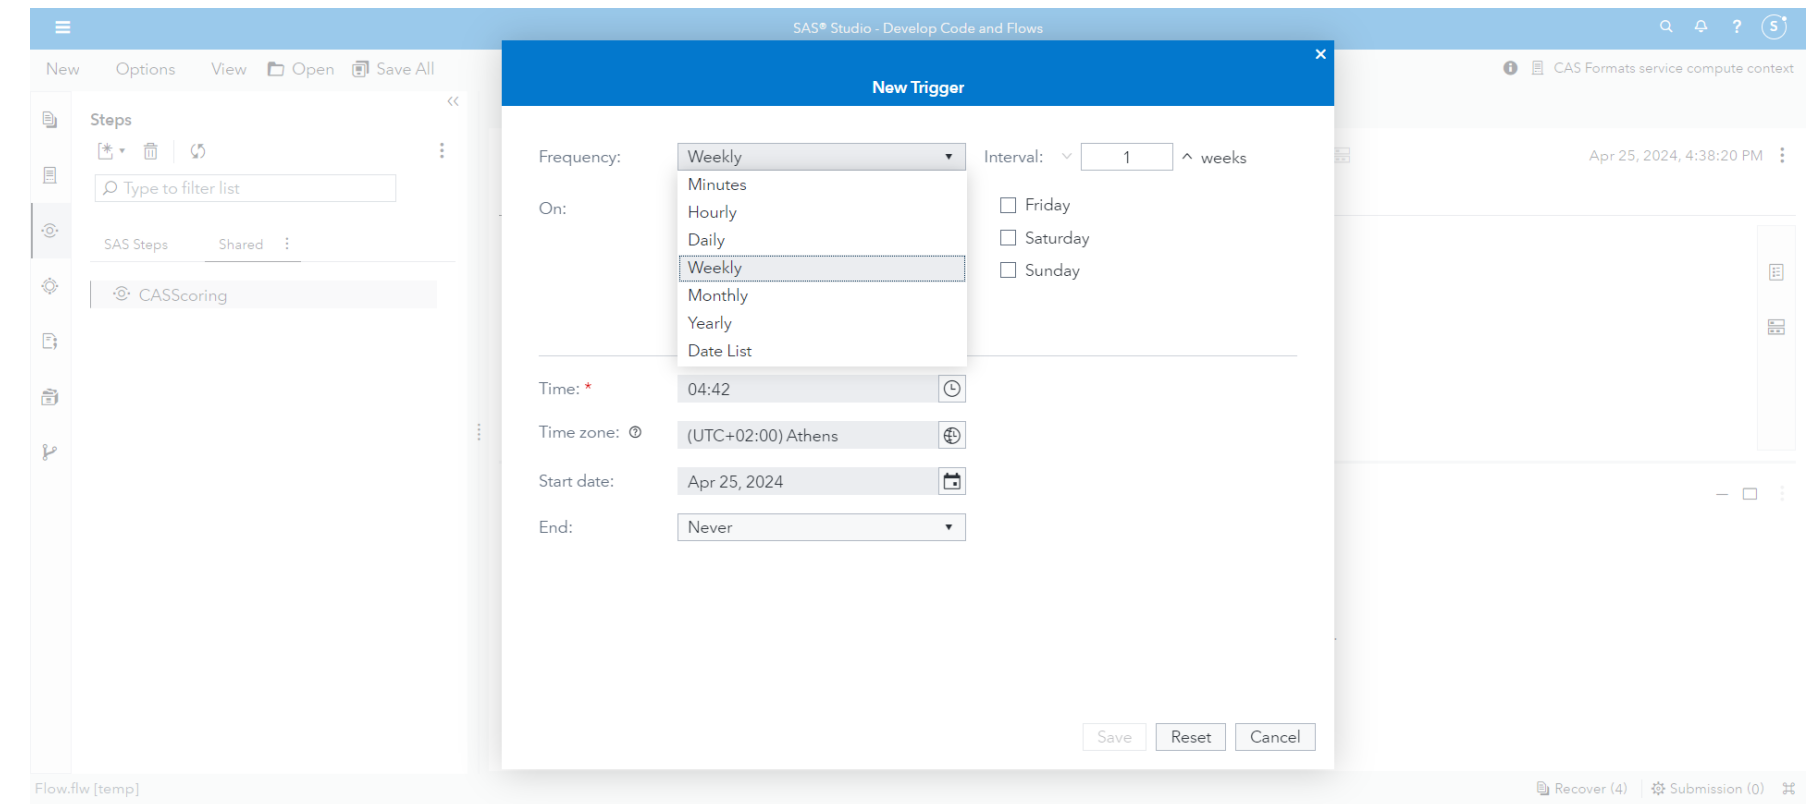 SAS® Studio - Develop Code and Flows
?
S
New Options View Open Save All
CAS Formats service compute context
Steps
Type to filter list
SAS Steps Shared
CASScoring
New Trigger
Frequency: Weekly Interval: 1 weeks
Minutes
Hourly
Daily
Weekly
Monthly
Yearly
Date List
On:
Friday
Saturday
Sunday
Time: * 04:42
Time zone: (UTC+02:00) Athens
Start date: Apr 25, 2024
End: Never
Save Reset Cancel
Apr 25, 2024, 4:38:20 PM
Flow.flw [temp]
Recover (4) Submission (0)